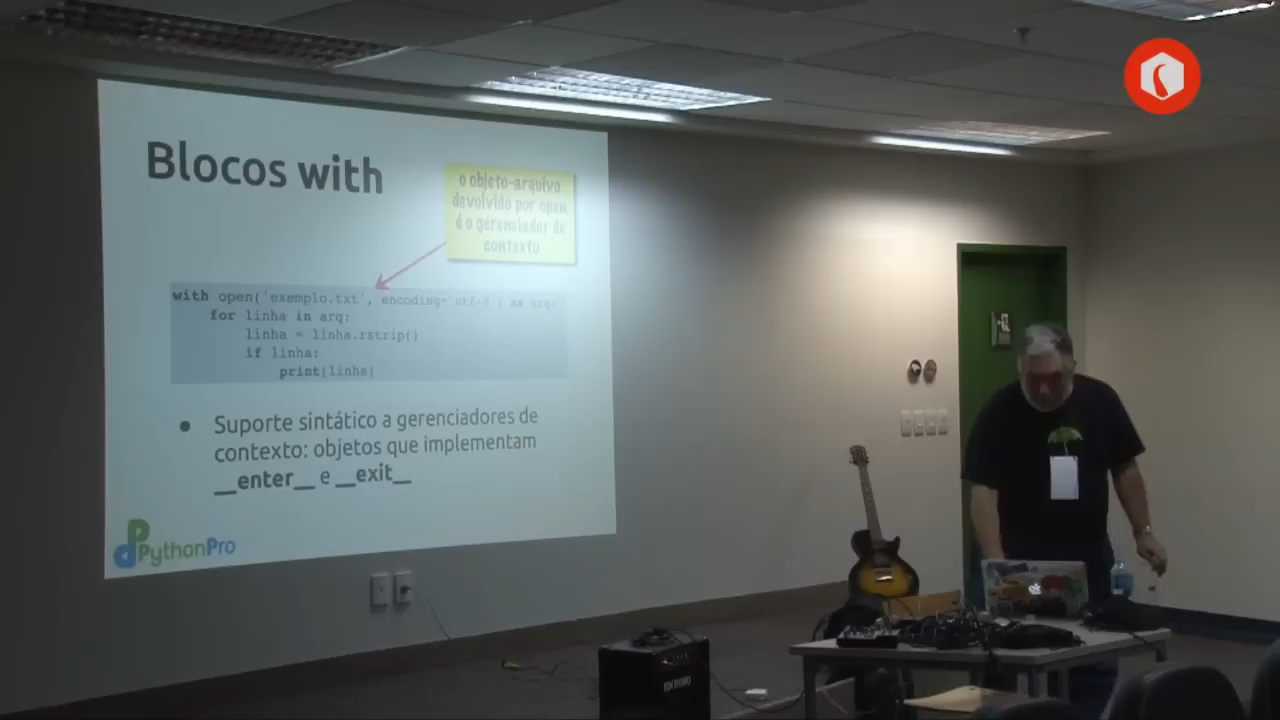 Blocos with
o objeto-arquivo
devolvido por open
é o gerenciador de
contexto
with open('exemplo.txt', encoding='utf-8') as arq:
for linha in arq:
linha = linha.rstrip()
if linha:
print(linha)
• Suporte sintático a gerenciadores de
contexto: objetos que implementam
__enter__ e __exit__
PythonPro